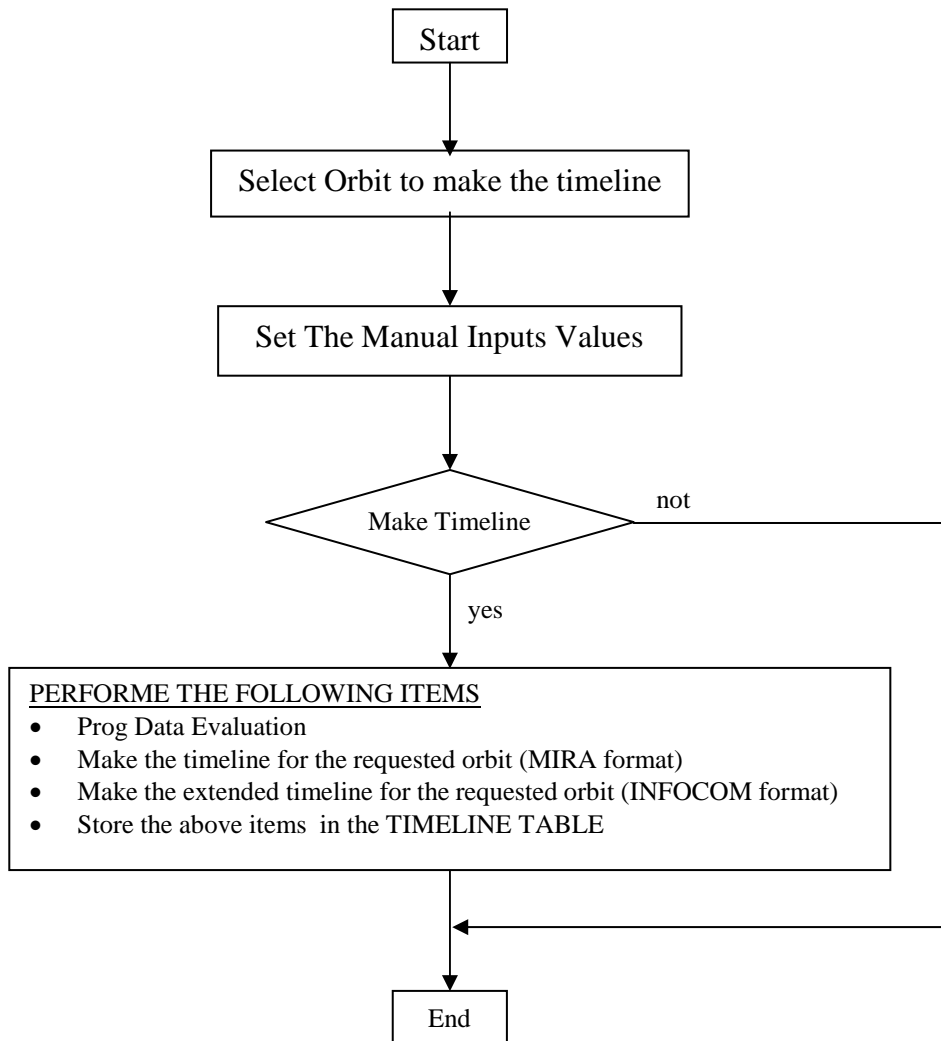 Start
Select Orbit to make the timeline
Set The Manual Inputs Values
Make Timeline
not
yes
PERFORME THE FOLLOWING ITEMS
• Prog Data Evaluation
• Make the timeline for the requested orbit (MIRA format)
• Make the extended timeline for the requested orbit (INFOCOM format)
• Store the above items  in the TIMELINE TABLE
End